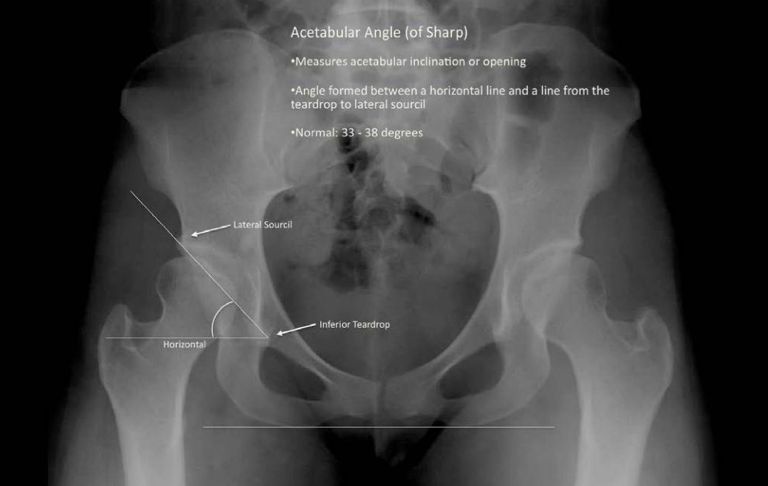 Acetabular Angle (of Sharp)
•Measures acetabular inclination or opening
•Angle formed between a horizontal line and a line from the
teardrop to lateral sourcil
•Normal: 33 - 38 degrees
Lateral Sourcil
Inferior Teardrop
Horizontal